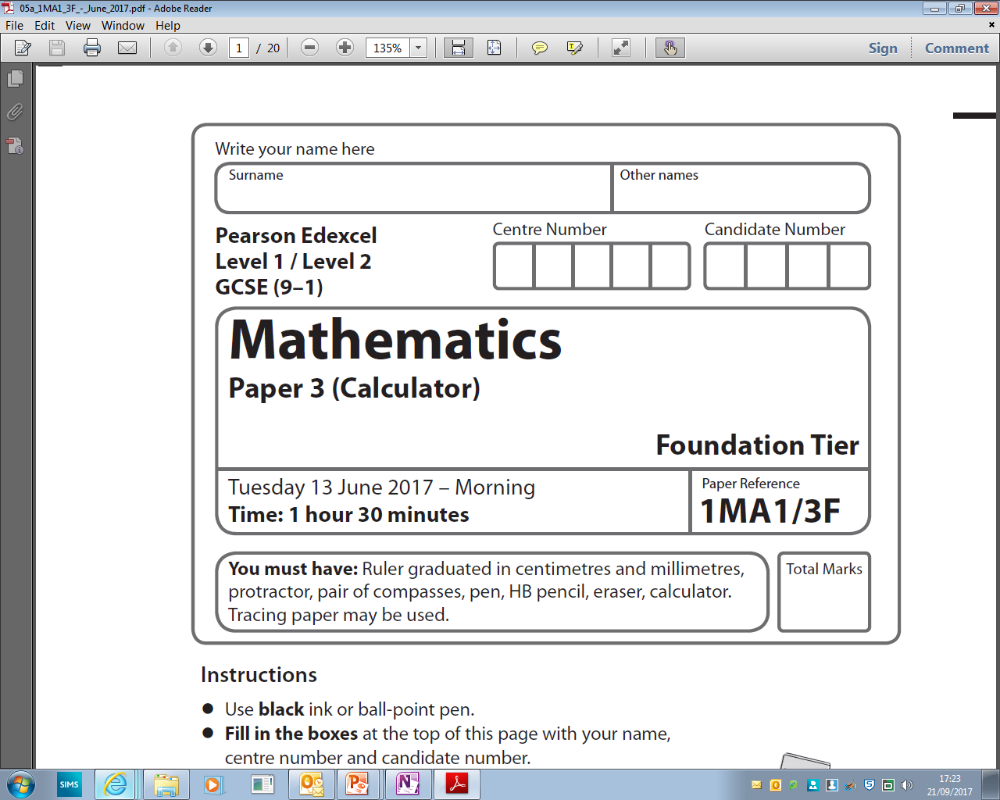 05a_1MA1_3F_-_June_2017.pdf - Adobe Reader
File Edit View Window Help
1 / 20 135% Sign Comment
Write your name here
Surname Other names
Pearson Edexcel
Level 1 / Level 2
GCSE (9–1)
Centre Number Candidate Number
Mathematics
Paper 3 (Calculator)
Foundation Tier
Tuesday 13 June 2017 – Morning
Time: 1 hour 30 minutes
Paper Reference
1MA1/3F
You must have: Ruler graduated in centimetres and millimetres,
protractor, pair of compasses, pen, HB pencil, eraser, calculator.
Tracing paper may be used.
Total Marks
Instructions
● Use black ink or ball-point pen.
● Fill in the boxes at the top of this page with your name,
centre number and candidate number.
SIMS
17:23
21/09/2017